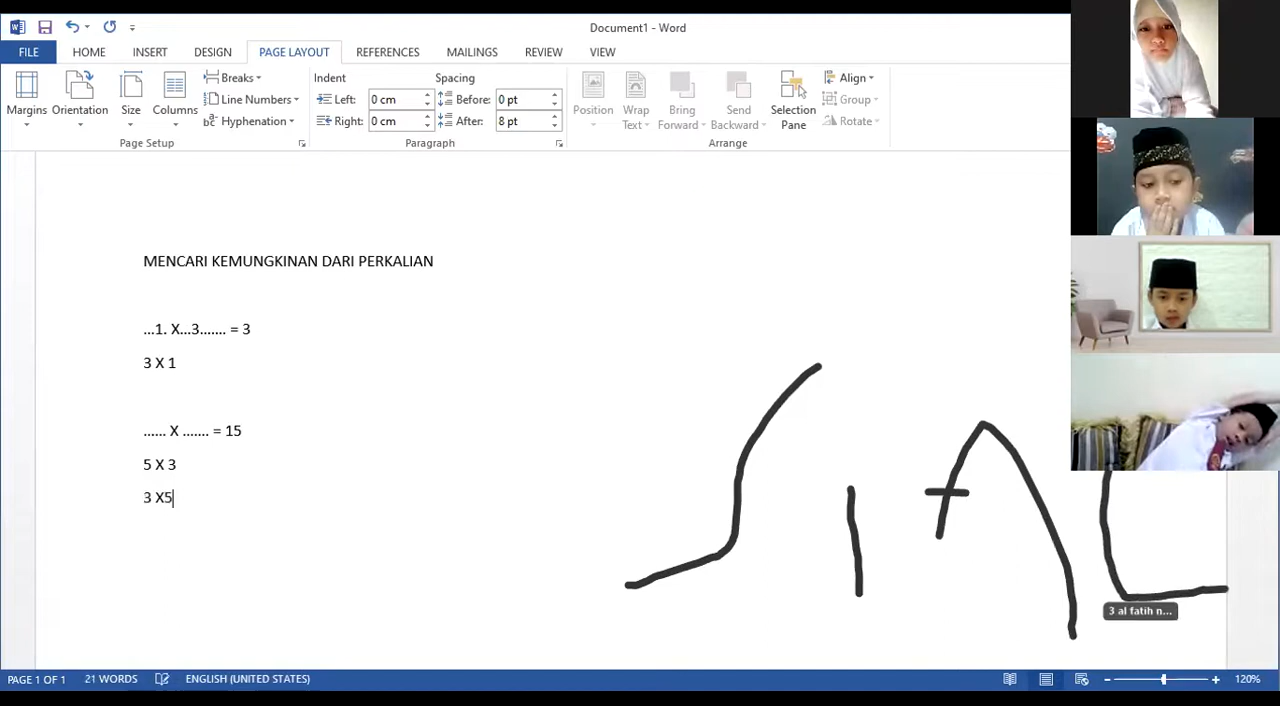 Document1 - Word
FILE HOME INSERT DESIGN PAGE LAYOUT REFERENCES MAILINGS REVIEW VIEW
Margins
Orientation
Size
Columns
Breaks
Line Numbers
Hyphenation
Page Setup
Indent
Left: 0 cm
Right: 0 cm
Spacing
Before: 0 pt
After: 8 pt
Paragraph
Position
Wrap Text
Bring Forward
Send Backward
Selection Pane
Align
Group
Rotate
Arrange
MENCARI KEMUNGKINAN DARI PERKALIAN
...1. X...3....... = 3
3 X 1
...... X ....... = 15
5 X 3
3 X5
3 al fatih n...
PAGE 1 OF 1 21 WORDS ENGLISH (UNITED STATES) 120%